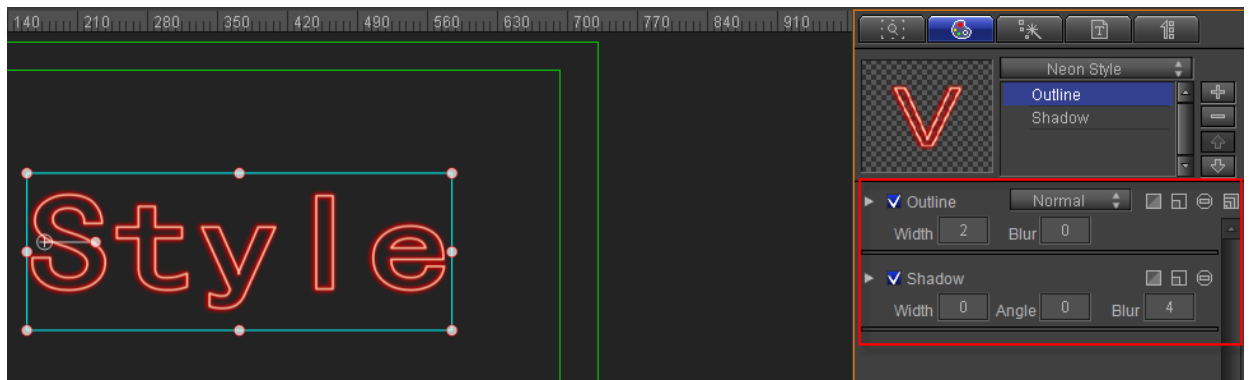 140 210 280 350 420 490 560 630 700 770 840 910
T
Neon Style
V
Outline
Shadow
Style
Outline Normal
Width 2 Blur 0
Shadow
Width 0 Angle 0 Blur 4